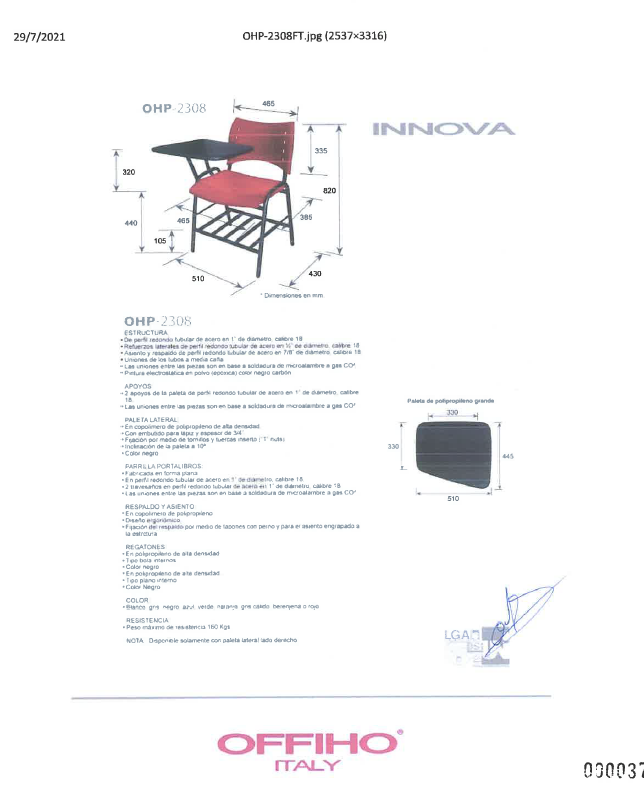 29/7/2021
OHP-2308FT.jpg (2537×3316)
OHP-2308
465
INNOVA
335
320
820
465
385
440
105
430
510
* Dimensiones en mm
OHP-2308
ESTRUCTURA
• De perfil redondo tubular de acero en 1" de diámetro, calibre 18
• Refuerzos laterales de perfil redondo tubular de acero en ½" de diámetro, calibre 18
• Asiento y respaldo de perfil redondo tubular de acero en 7/8" de diámetro, calibre 18
• Uniones de los tubos a media caña
• Las uniones entre las piezas son en base a soldadura de microalambre a gas CO²
• Pintura electrostática en polvo (epóxica) color negro carbón
APOYOS
• 2 apoyos de la paleta de perfil redondo tubular de acero en 1" de diámetro, calibre
18.
• Las uniones entre las piezas son en base a soldadura de microalambre a gas CO²
Paleta de polipropileno grande
330
330
445
510
PALETA LATERAL
• En copolímero de polipropileno de alta densidad
• Con embutido para lápiz y espesor de 3/4"
• Fijación por medio de tornillos y tuercas inserto ("T" nuts)
• Inclinación de la paleta a 10°
• Color negro
PARRILLA PORTALIBROS
• Fabricada en forma plana
• En perfil redondo tubular de acero en 1" de diámetro, calibre 18
• 2 travesaños en perfil redondo tubular de acero en 1" de diámetro, calibre 18
• Las uniones entre las piezas son en base a soldadura de microalambre a gas CO²
RESPALDO Y ASIENTO
• En copolímero de polipropileno
• Diseño ergonómico
• Fijación del respaldo por medio de tapones con perno y para el asiento engrapado a
la estructura
REGATONES
• En polipropileno de alta densidad
• Tipo bola internos
• Color negro
• En polipropileno de alta densidad
• Tipo plano interno
• Color Negro
COLOR
• Blanco, gris, negro, azul, verde, naranja, gris cálido, berenjena o rojo
RESISTENCIA
• Peso máximo de resistencia 160 Kgs
NOTA: Disponible solamente con paleta lateral lado derecho
LGA
OFFIHO®
ITALY
000037